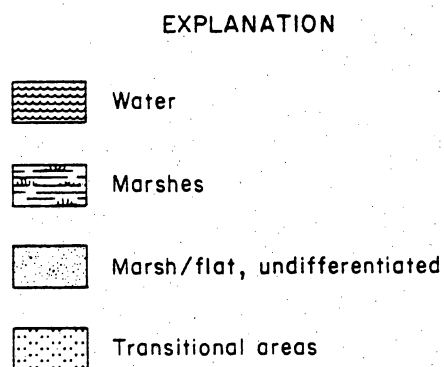 EXPLANATION
Water
Marshes
Marsh/flat, undifferentiated
Transitional areas